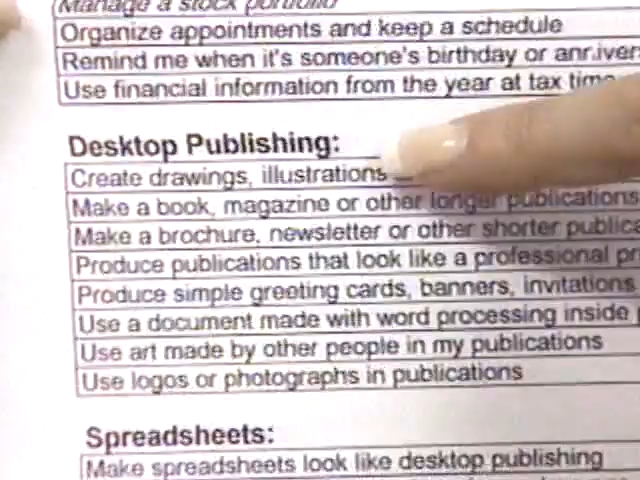 Manage a stock portfolio
Organize appointments and keep a schedule
Remind me when it's someone's birthday or
Use financial information from the year at tax time
Desktop Publishing:
Create drawings, illustrations
Make a book, magazine or other longer publications
Make a brochure, newsletter or other shorter
Produce publications that look like a professional
Produce simple greeting cards, banners, invitations
Use a document made with word processing inside
Use art made by other people in my publications
Use logos or photographs in publications
Spreadsheets:
Make spreadsheets look like desktop publishing